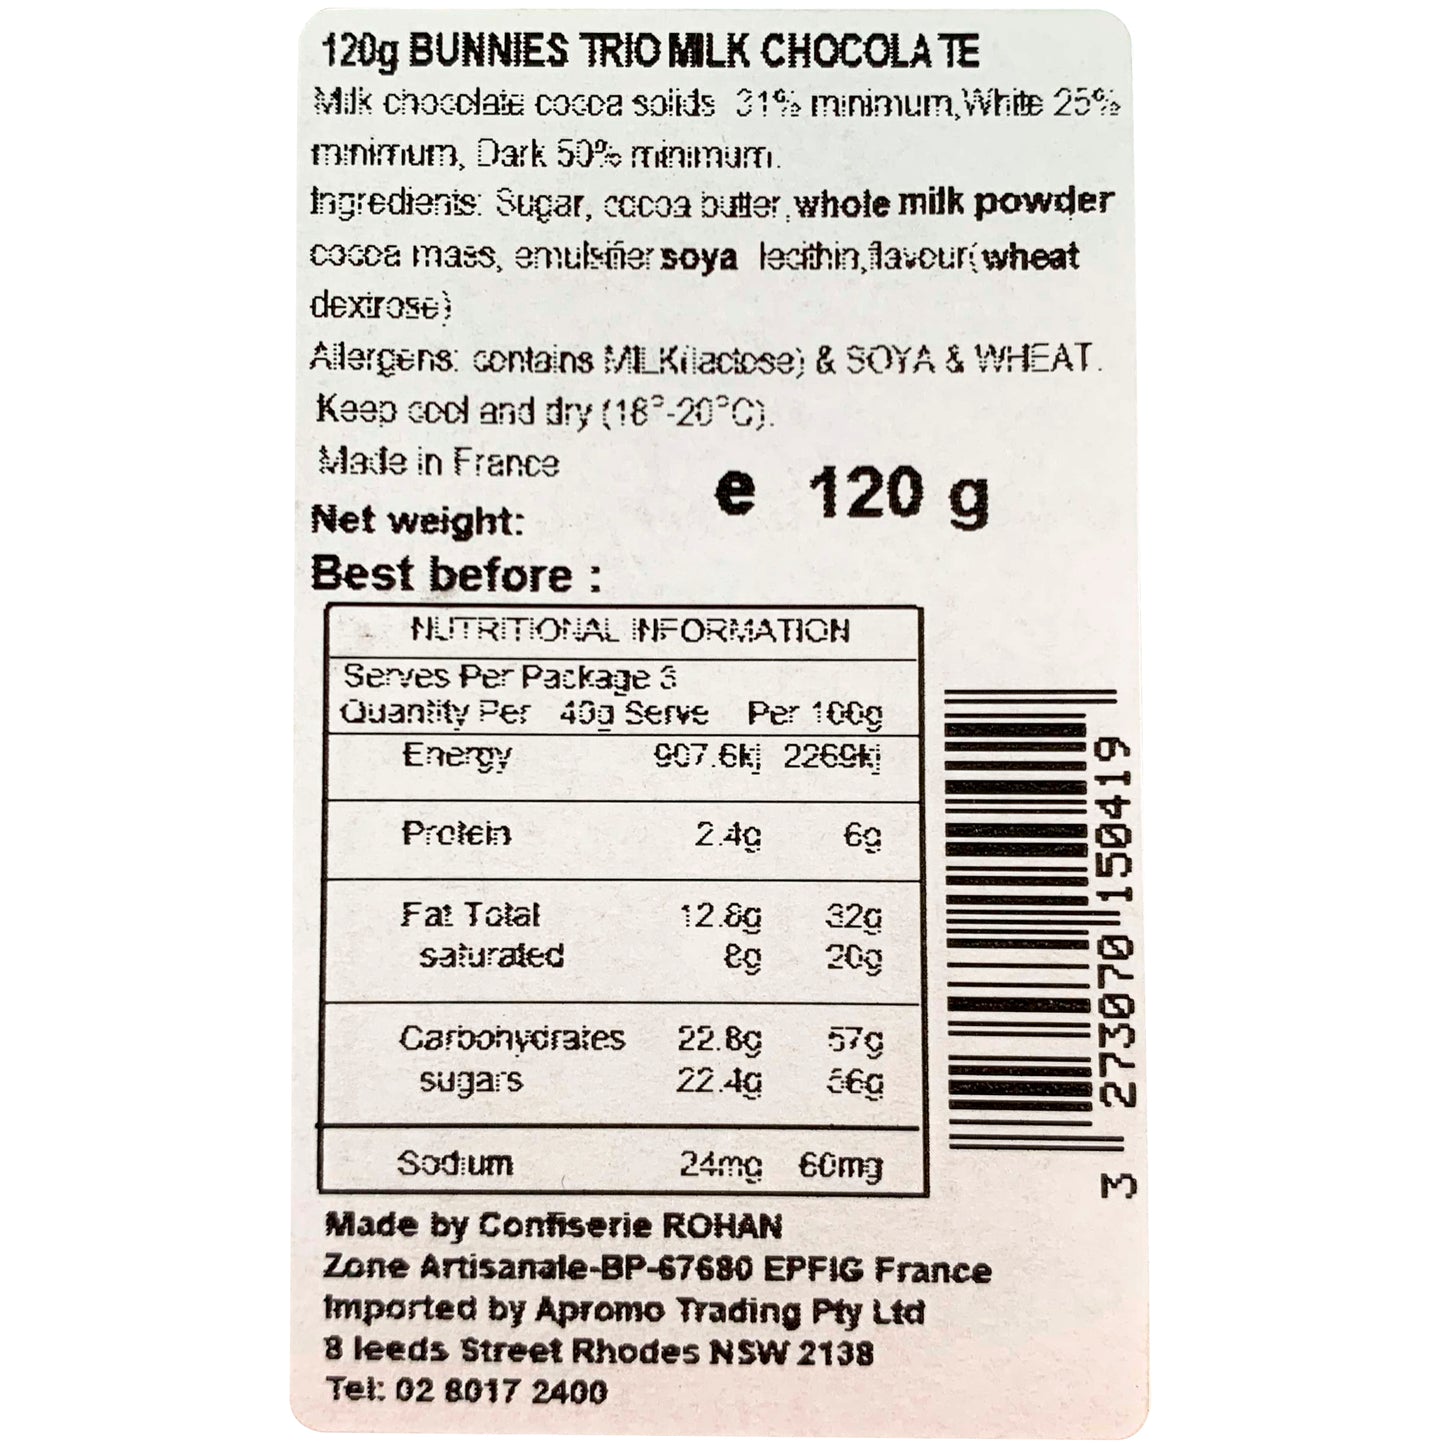 120g BUNNIES TRIO MILK CHOCOLATE
Milk chocolate cocoa solids 31% minimum,White 25%
minimum, Dark 50% minimum.
Ingredients: Sugar, cocoa butter,whole milk powder
cocoa mass, emulsifier soya lecithin,flavour(wheat
dextrose)
Allergens: contains MILK(lactose) & SOYA & WHEAT.
Keep cool and dry (18°-20°C).
Made in France
e 120 g
Net weight:
Best before :
NUTRITIONAL INFORMATION
Serves Per Package 3
Quantity Per 40g Serve Per 100g
Energy 907.6kj 2269kj
Protein 2.4g 6g
Fat Total 12.8g 32g
saturated 8g 20g
Carbohydrates 22.8g 57g
sugars 22.4g 56g
Sodium 24mg 60mg
3 273070 150419
Made by Confiserie ROHAN
Zone Artisanale-BP-67680 EPFIG France
Imported by Apromo Trading Pty Ltd
8 leeds Street Rhodes NSW 2138
Tel: 02 8017 2400